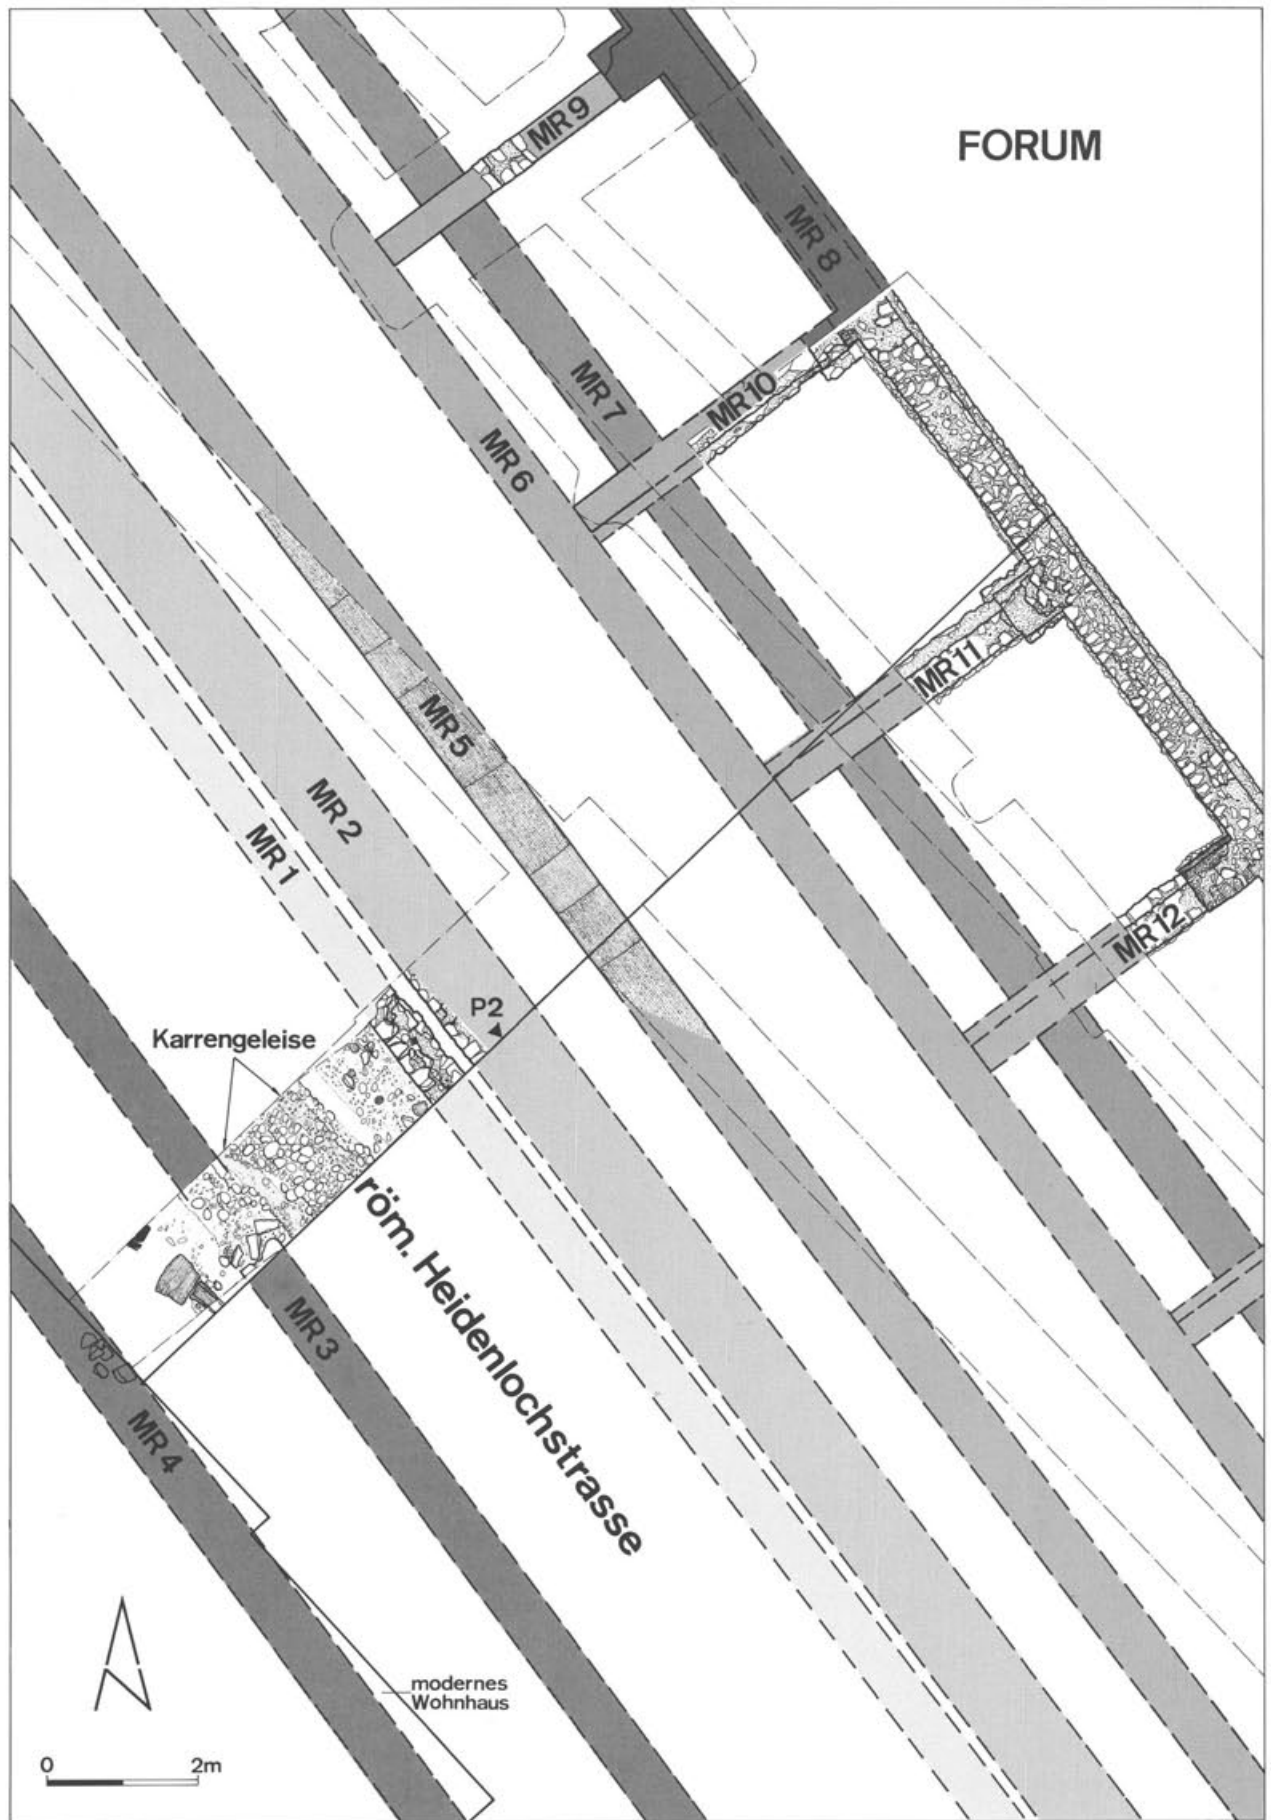 FORUM
MR 9
MR 8
MR 7
MR 10
MR 6
MR 11
MR 5
MR 2
MR 1
MR 12
P2
Karrengeleise
röm. Heidenlochstrasse
MR 3
MR 4
modernes
Wohnhaus
0 2m